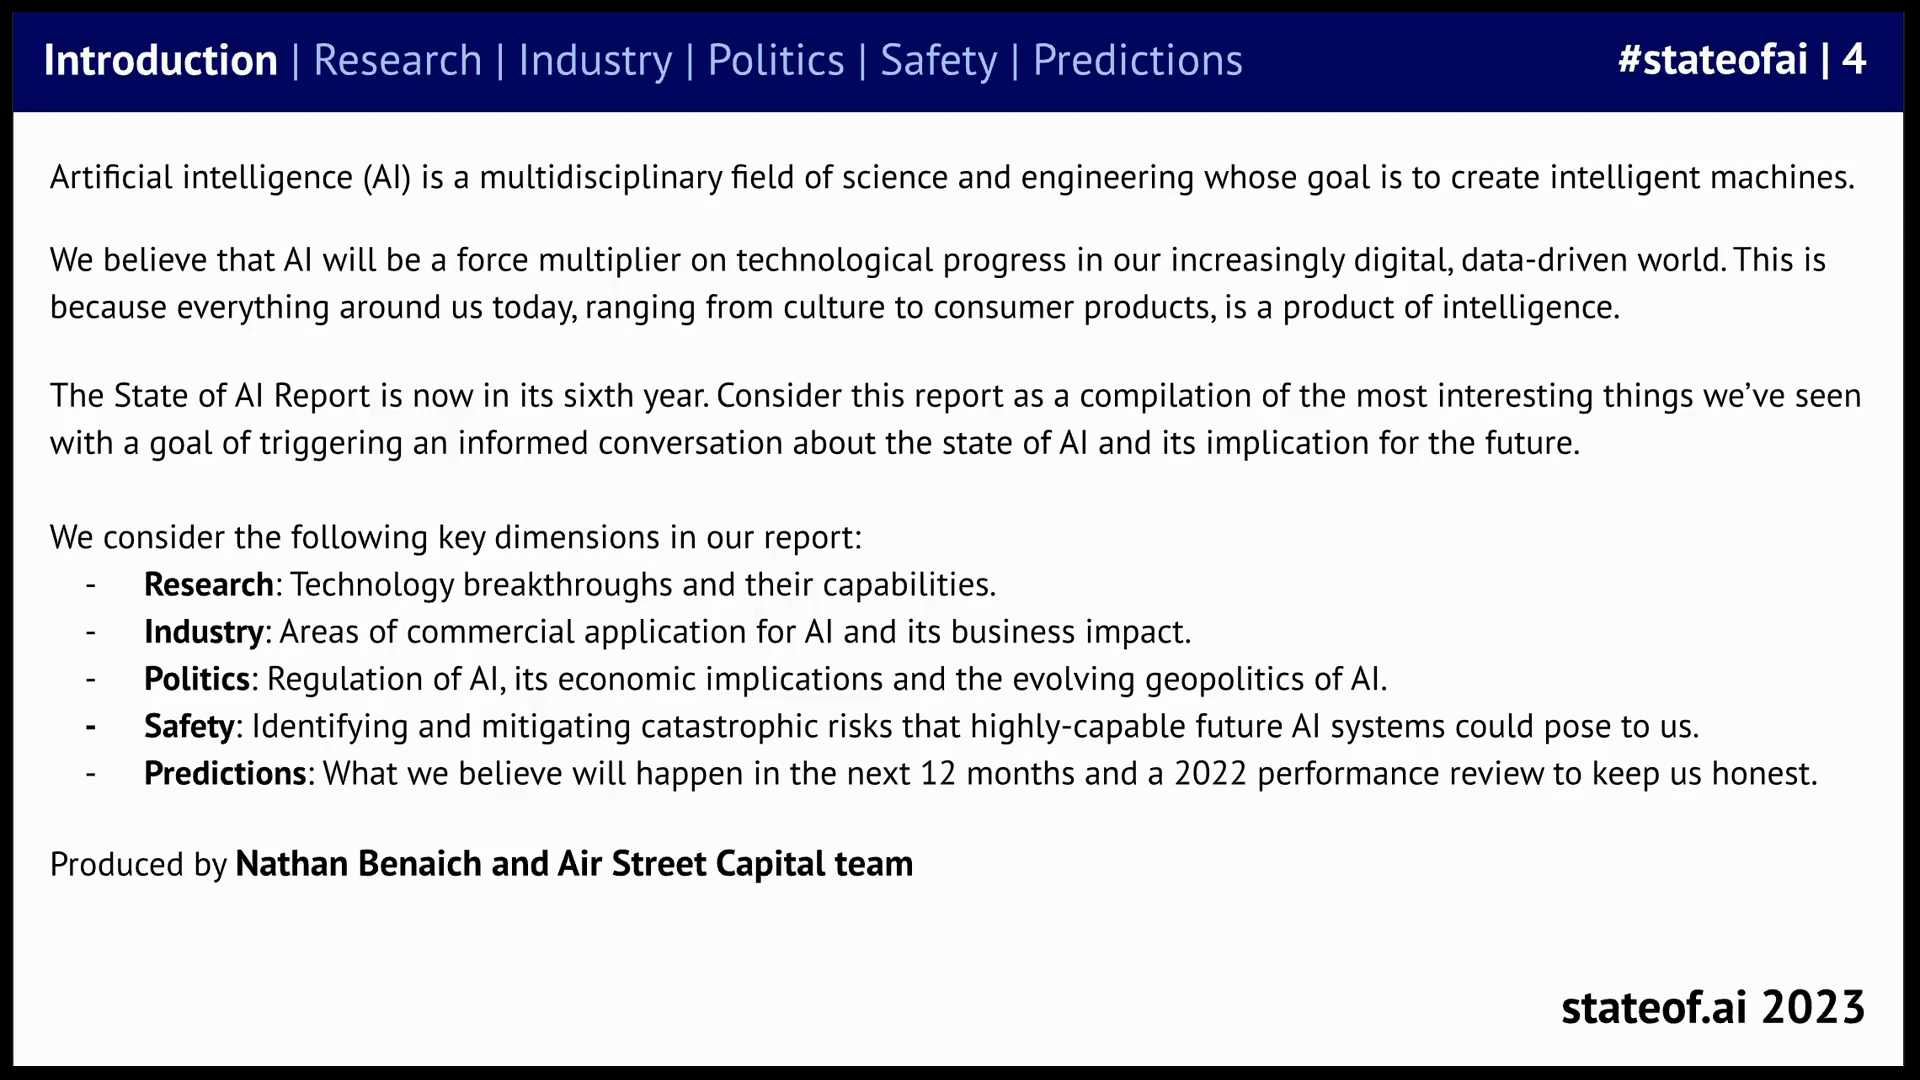 Introduction | Research | Industry | Politics | Safety | Predictions
#stateofai | 4
Artificial intelligence (AI) is a multidisciplinary field of science and engineering whose goal is to create intelligent machines.
We believe that AI will be a force multiplier on technological progress in our increasingly digital, data-driven world. This is
because everything around us today, ranging from culture to consumer products, is a product of intelligence.
The State of AI Report is now in its sixth year. Consider this report as a compilation of the most interesting things we’ve seen
with a goal of triggering an informed conversation about the state of AI and its implication for the future.
We consider the following key dimensions in our report:
- Research: Technology breakthroughs and their capabilities.
- Industry: Areas of commercial application for AI and its business impact.
- Politics: Regulation of AI, its economic implications and the evolving geopolitics of AI.
- Safety: Identifying and mitigating catastrophic risks that highly-capable future AI systems could pose to us.
- Predictions: What we believe will happen in the next 12 months and a 2022 performance review to keep us honest.
Produced by Nathan Benaich and Air Street Capital team
stateof.ai 2023